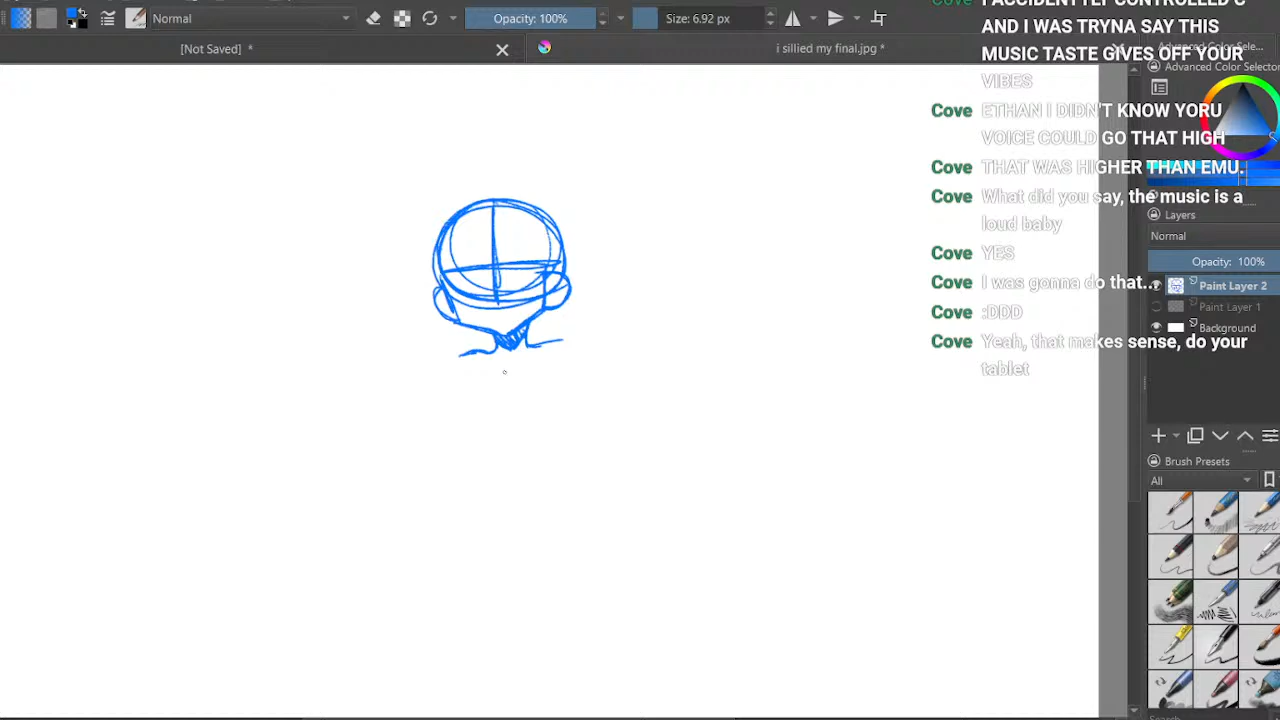 Normal
Opacity: 100%
Size: 6.92 px
[Not Saved] *
i sillied my final.jpg *
Advanced Color Sele...
Advanced Color Selector
AND I WAS TRYNA SAY THIS
MUSIC TASTE GIVES OFF YOUR
VIBES
Cove ETHAN I DIDN'T KNOW YORU
VOICE COULD GO THAT HIGH
Cove THAT WAS HIGHER THAN EMU.
Cove What did you say, the music is a
loud baby
Cove YES
Cove I was gonna do that...
Cove :DDD
Cove Yeah, that makes sense, do your
tablet
Layers
Normal
Opacity: 100%
Paint Layer 2
Paint Layer 1
Background
Brush Presets
All
Search